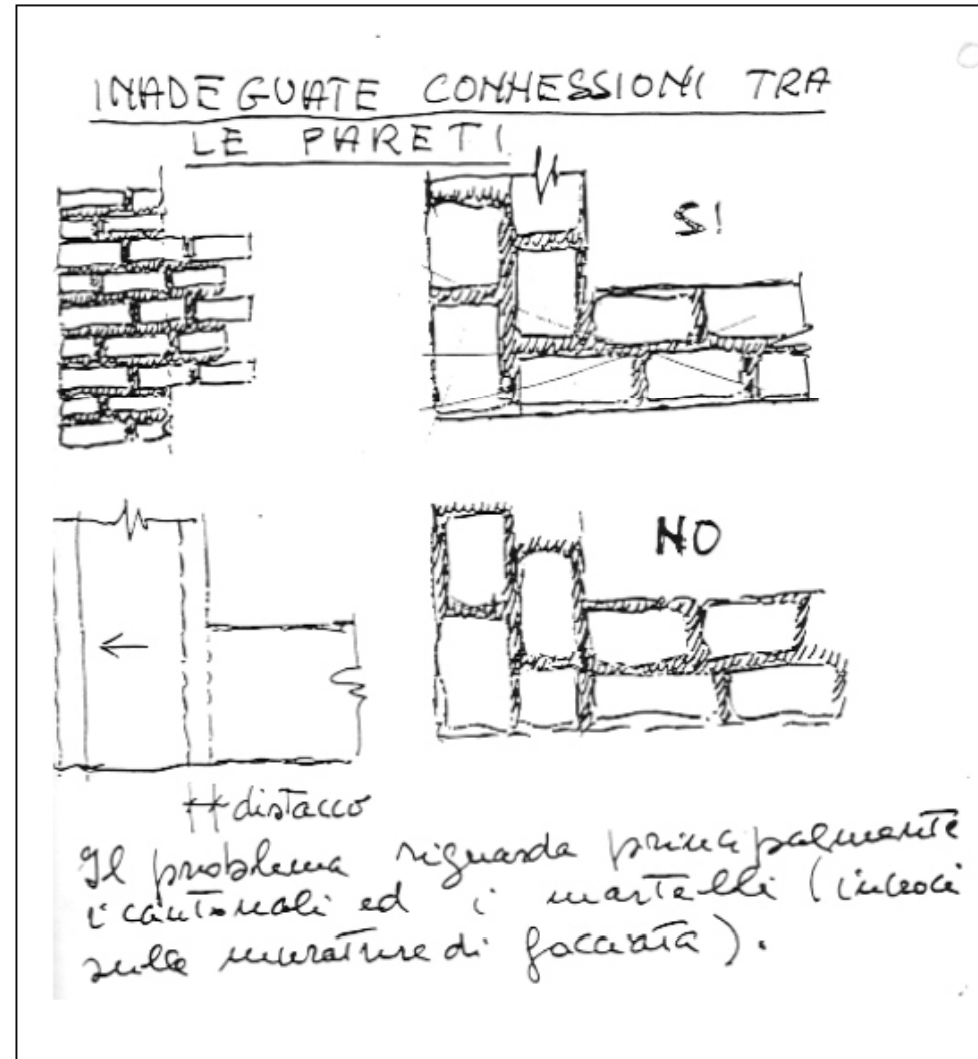 INADEGUATE CONNESSIONI TRA
LE PARETI
SI
NO
distacco
Il problema riguarda principalmente
i cantonali ed i martelli (incroci
sulle murature di facciata).